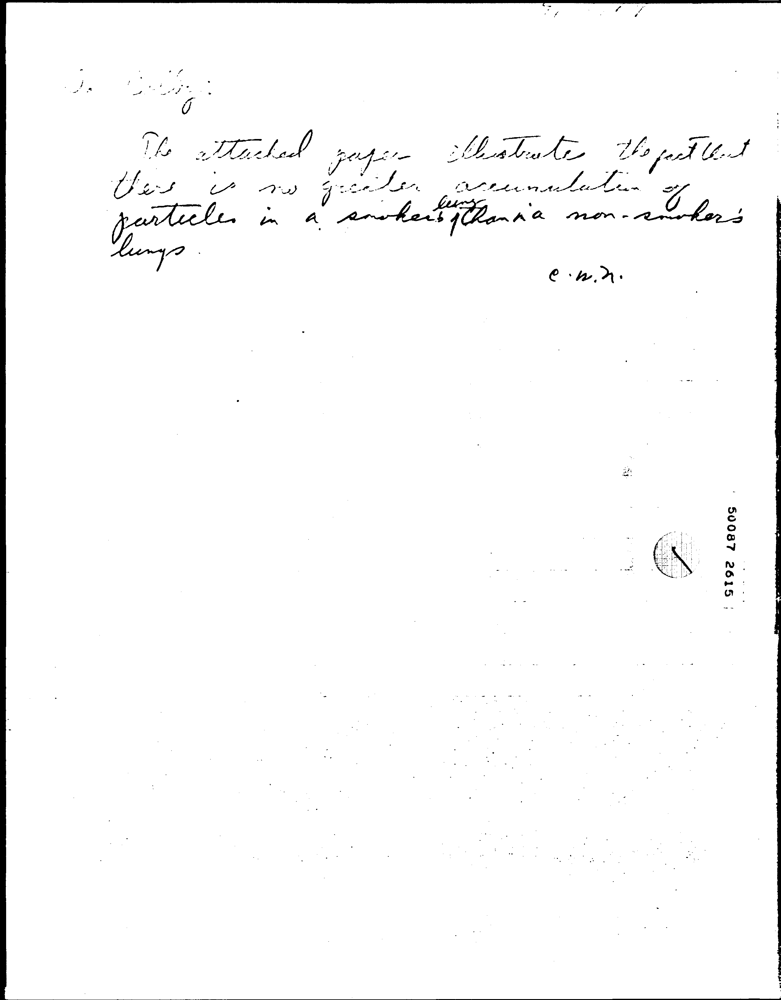 The attached paper illustrates the fact that
there is no greater accumulation of
particles in a smoker's lungs than in a non-smoker's
lungs.
e.w.n.
50087 2615